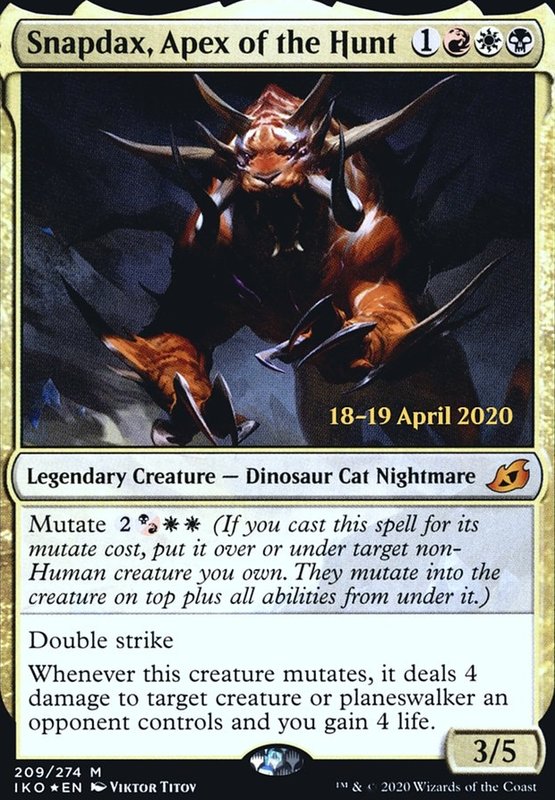 Snapdax, Apex of the Hunt 1
18–19 April 2020
Legendary Creature — Dinosaur Cat Nightmare
Mutate 2 (If you cast this spell for its
mutate cost, put it over or under target non-
Human creature you own. They mutate into the
creature on top plus all abilities from under it.)
Double strike
Whenever this creature mutates, it deals 4
damage to target creature or planeswalker an
opponent controls and you gain 4 life.
3/5
209/274 M
IKO ★ EN Viktor Titov
™ & © 2020 Wizards of the Coast